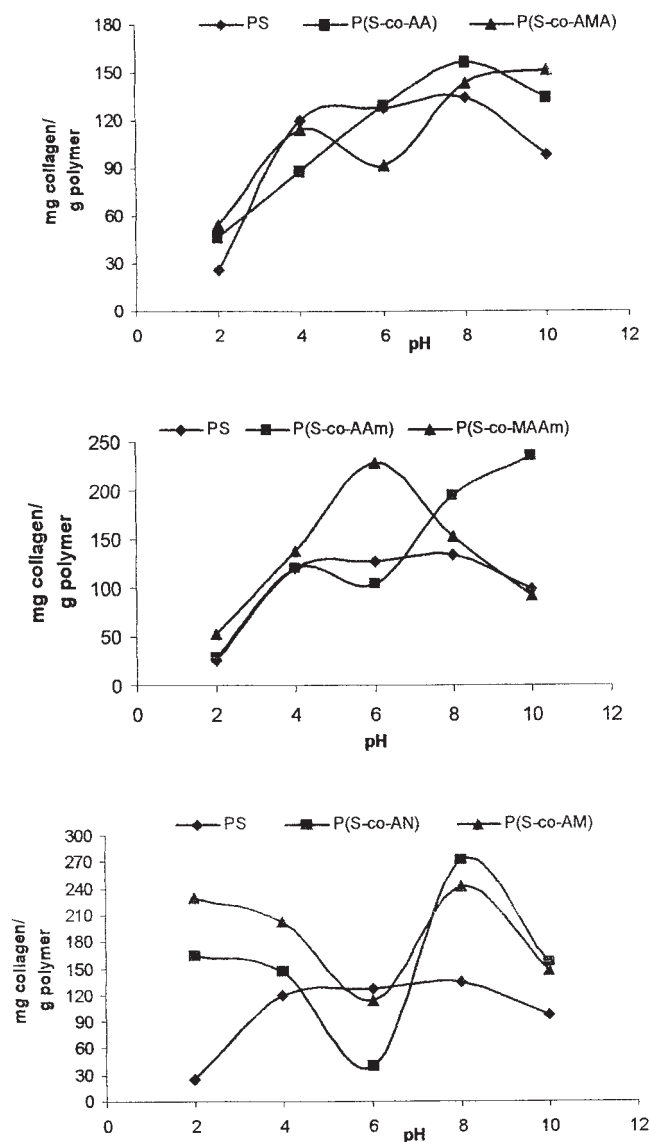 PS P(S-co-AA) P(S-co-AMA)
180
150
120
90
60
30
0
mg collagen/
g polymer
0 2 4 6 8 10 12
pH
PS P(S-co-AAm) P(S-co-MAAm)
250
200
150
100
50
0
mg collagen/
g polymer
0 2 4 6 8 10 12
pH
PS P(S-co-AN) P(S-co-AM)
300
270
240
210
180
150
120
90
60
30
0
mg collagen/
g polymer
0 2 4 6 8 10 12
pH